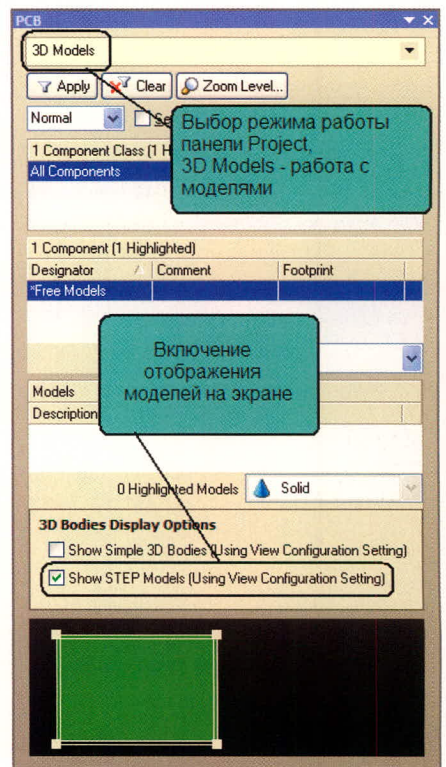 PCB
3D Models
Apply Clear Zoom Level...
Normal
Выбор режима работы
панели Project,
3D Models - работа с
моделями
1 Component Class (1 H
All Components
1 Component (1 Highlighted)
Designator Comment Footprint
*Free Models
Включение
отображения
моделей на экране
Models
Description
0 Highlighted Models Solid
3D Bodies Display Options
Show Simple 3D Bodies (Using View Configuration Setting)
Show STEP Models (Using View Configuration Setting)